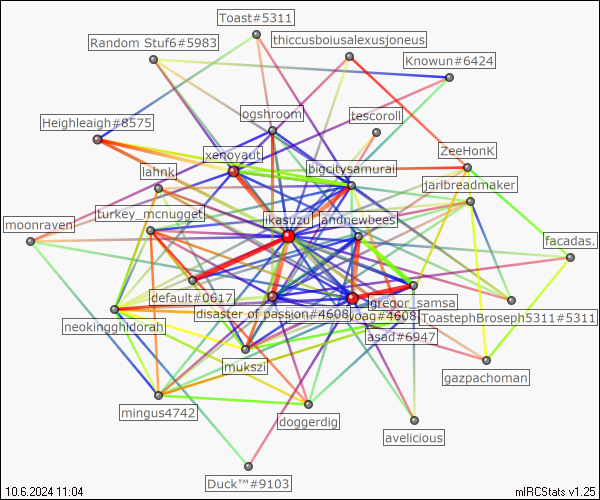 Toast#5311
Random Stuf6#5983
thiccusboiusalexusjoneus
Knowun#6424
ogshroom
tescoroll
Heighleaigh#8575
xenoyaut
ZeeHonK
lahnk
bigcitysamurai
jarlbreadmaker
turkey_mcnugget
ikasuzu
andnewbees
moonraven
facadas.
default#0617
gregor_samsa
disaster of passion#4608
yoag#4608
ToastephBroseph5311#5311
neokingghidorah
asad#6947
mukszi
gazpachoman
mingus4742
doggerdig
avelicious
Duck™#9103
10.6.2024 11:04
mIRCStats v1.25